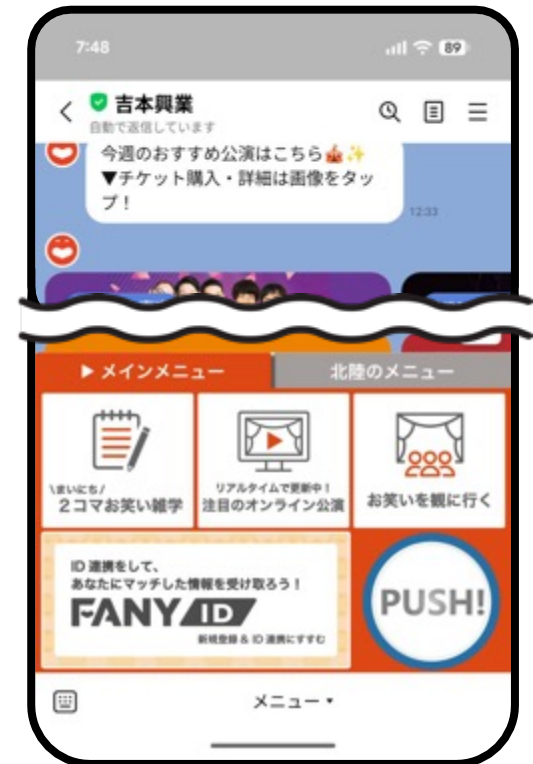 7:48
89
吉本興業
自動で返信しています
今週のおすすめ公演はこちら🎪✨
▼チケット購入・詳細は画像をタッ
プ！
12:33
▶ メインメニュー
北陸のメニュー
\まいにち/
2コマお笑い雑学
リアルタイムで更新中！
注目のオンライン公演
お笑いを観に行く
ID 連携をして、
あなたにマッチした情報を受け取ろう！
FANY ID
新規登録 & ID 連携にすすむ
PUSH!
メニュー ▾